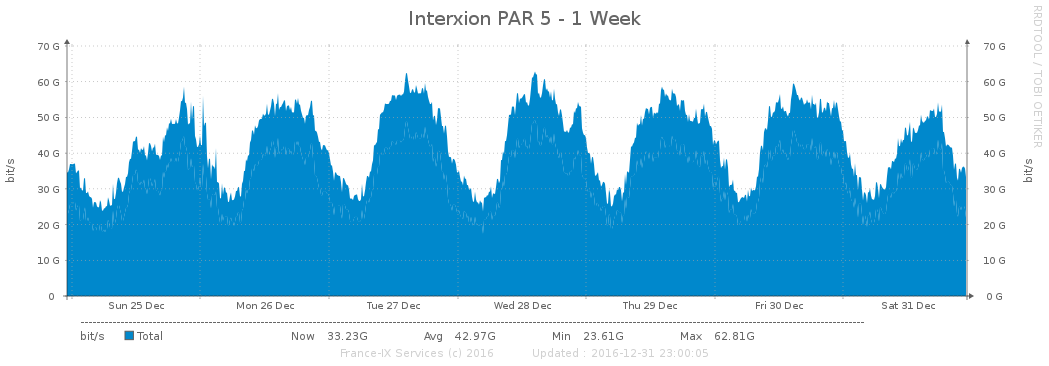 Interxion PAR 5 - 1 Week
RRDTOOL / TOBI OETIKER
70 G 70 G
60 G 60 G
50 G 50 G
40 G 40 G
30 G 30 G
20 G 20 G
10 G 10 G
0 0 G
bit/s
bit/s
Sun 25 Dec Mon 26 Dec Tue 27 Dec Wed 28 Dec Thu 29 Dec Fri 30 Dec Sat 31 Dec
bit/s Total Now 33.23G Avg 42.97G Min 23.61G Max 62.81G
France-IX Services (c) 2016 Updated : 2016-12-31 23:00:05